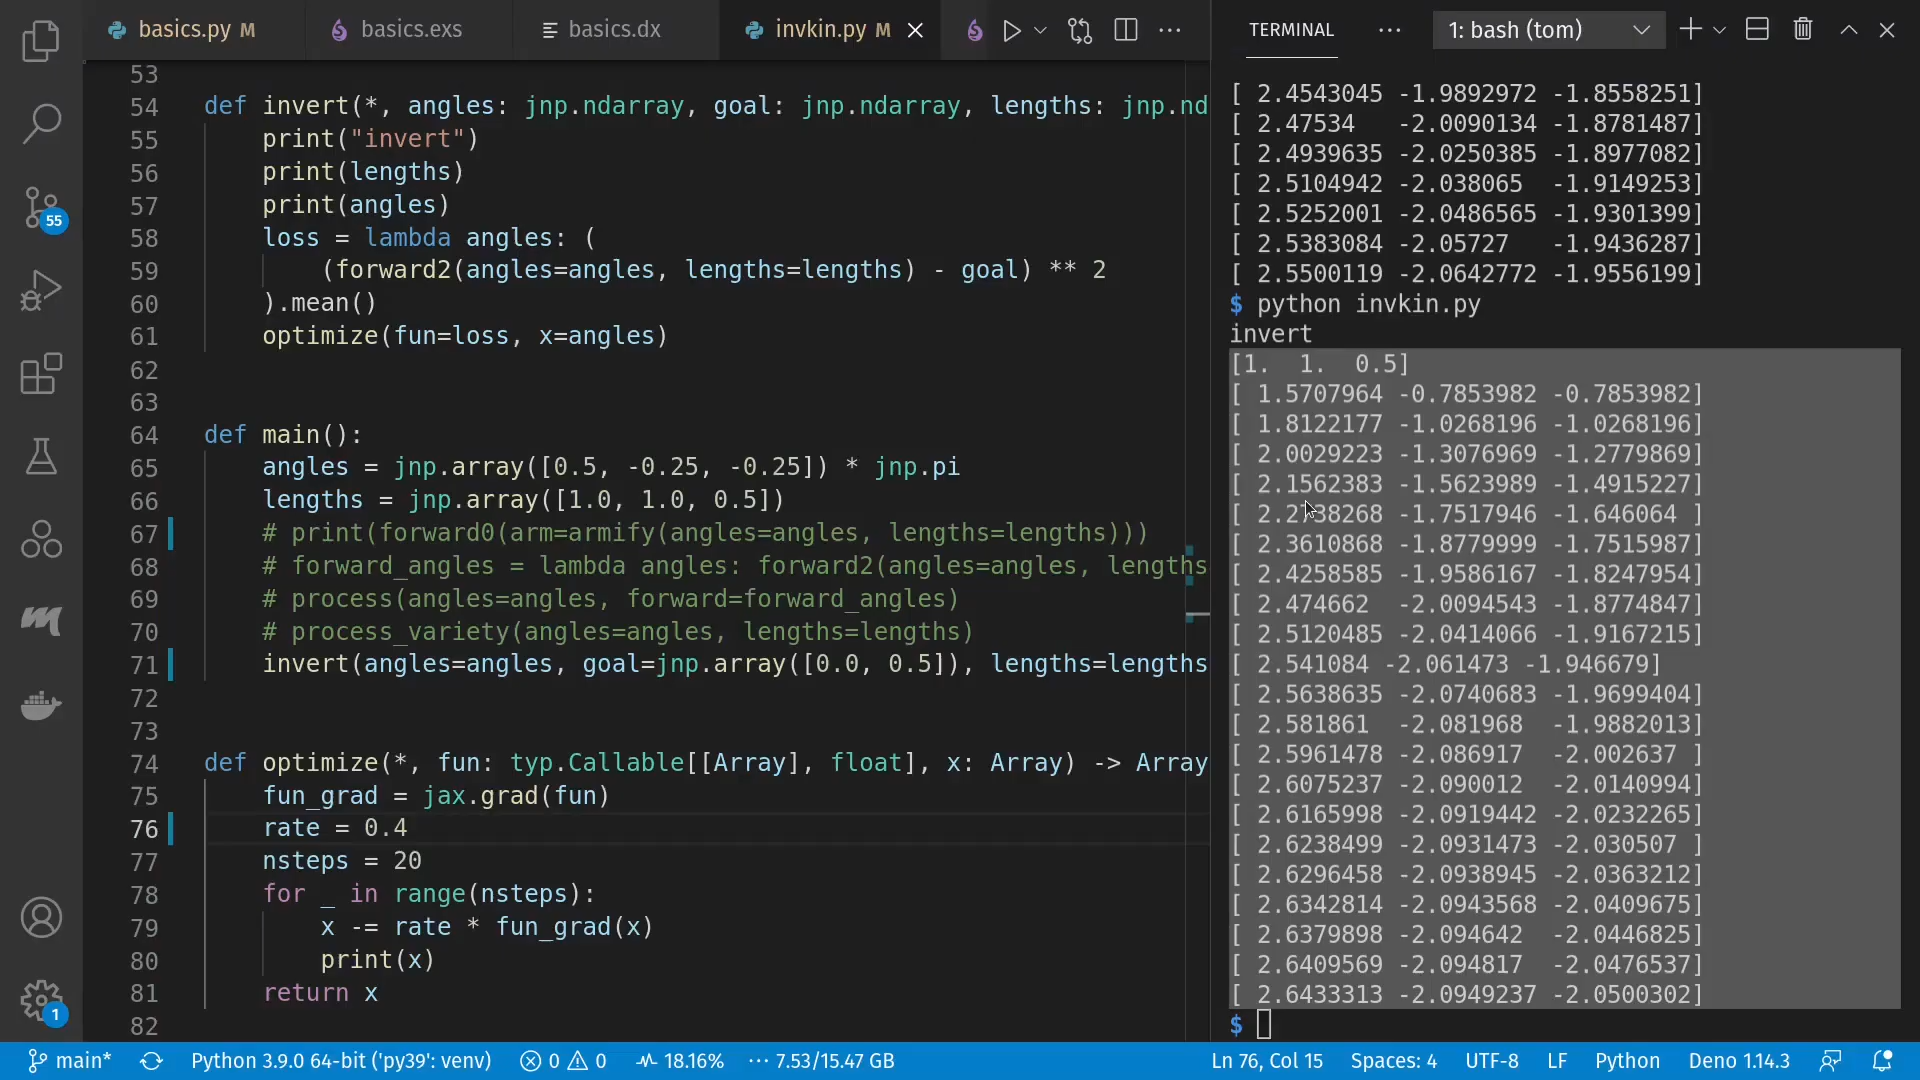 basics.py M
basics.exs
basics.dx
invkin.py M
53
54 def invert(*, angles: jnp.ndarray, goal: jnp.ndarray, lengths: jnp.nd
55 print("invert")
56 print(lengths)
57 print(angles)
58 loss = lambda angles: (
59 (forward2(angles=angles, lengths=lengths) - goal) ** 2
60 ).mean()
61 optimize(fun=loss, x=angles)
62
63
64 def main():
65 angles = jnp.array([0.5, -0.25, -0.25]) * jnp.pi
66 lengths = jnp.array([1.0, 1.0, 0.5])
67 # print(forward0(arm=armify(angles=angles, lengths=lengths)))
68 # forward_angles = lambda angles: forward2(angles=angles, lengths
69 # process(angles=angles, forward=forward_angles)
70 # process_variety(angles=angles, lengths=lengths)
71 invert(angles=angles, goal=jnp.array([0.0, 0.5]), lengths=lengths
72
73
74 def optimize(*, fun: typ.Callable[[Array], float], x: Array) -> Array
75 fun_grad = jax.grad(fun)
76 rate = 0.4
77 nsteps = 20
78 for _ in range(nsteps):
79 x -= rate * fun_grad(x)
80 print(x)
81 return x
82
55
1
TERMINAL
1: bash (tom)
[ 2.4543045 -1.9892972 -1.8558251]
[ 2.47534   -2.0090134 -1.8781487]
[ 2.4939635 -2.0250385 -1.8977082]
[ 2.5104942 -2.038065  -1.9149253]
[ 2.5252001 -2.0486565 -1.9301399]
[ 2.5383084 -2.05727   -1.9436287]
[ 2.5500119 -2.0642772 -1.9556199]
$ python invkin.py
invert
[1.  1.  0.5]
[ 1.5707964 -0.7853982 -0.7853982]
[ 1.8122177 -1.0268196 -1.0268196]
[ 2.0029223 -1.3076969 -1.2779869]
[ 2.1562383 -1.5623989 -1.4915227]
[ 2.2738268 -1.7517946 -1.646064 ]
[ 2.3610868 -1.8779999 -1.7515987]
[ 2.4258585 -1.9586167 -1.8247954]
[ 2.474662  -2.0094543 -1.8774847]
[ 2.5120485 -2.0414066 -1.9167215]
[ 2.541084 -2.061473 -1.946679]
[ 2.5638635 -2.0740683 -1.9699404]
[ 2.581861  -2.081968  -1.9882013]
[ 2.5961478 -2.086917  -2.002637 ]
[ 2.6075237 -2.090012  -2.0140994]
[ 2.6165998 -2.0919442 -2.0232265]
[ 2.6238499 -2.0931473 -2.030507 ]
[ 2.6296458 -2.0938945 -2.0363212]
[ 2.6342814 -2.0943568 -2.0409675]
[ 2.6379898 -2.094642  -2.0446825]
[ 2.6409569 -2.094817  -2.0476537]
[ 2.6433313 -2.0949237 -2.0500302]
$
main* Python 3.9.0 64-bit ('py39': venv) 0 0 18.16% ··· 7.53/15.47 GB Ln 76, Col 15 Spaces: 4 UTF-8 LF Python Deno 1.14.3